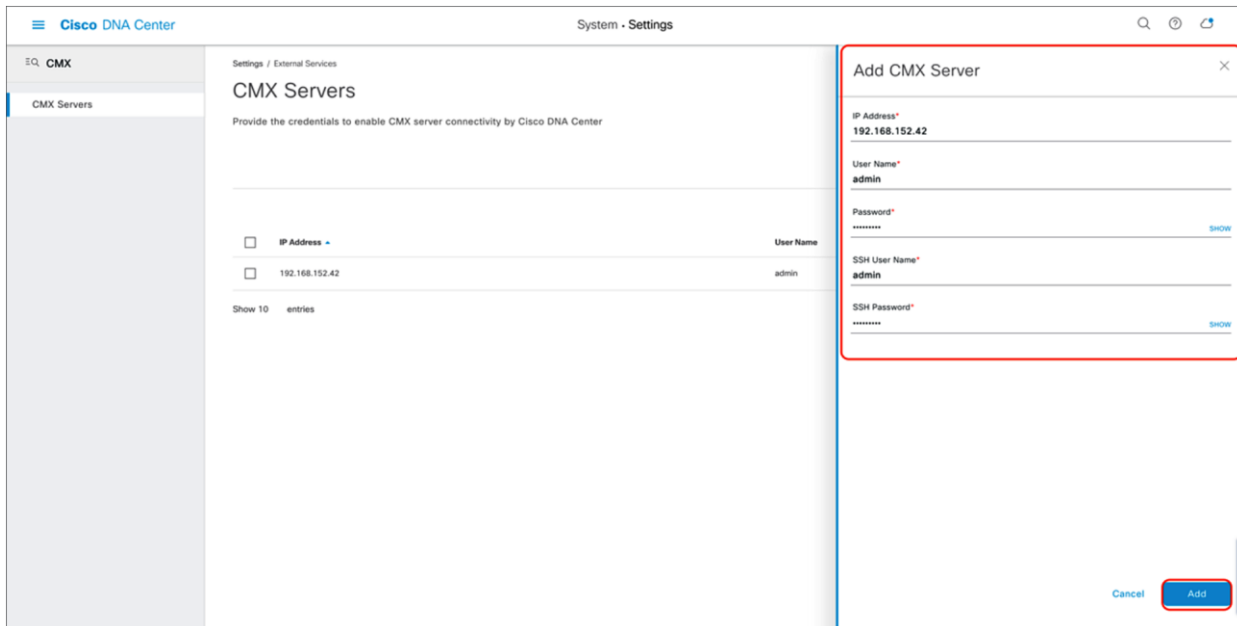 Cisco DNA Center
System · Settings
CMX
CMX Servers
Settings / External Services
CMX Servers
Provide the credentials to enable CMX server connectivity by Cisco DNA Center
IP Address User Name
192.168.152.42 admin
Show 10 entries
Add CMX Server
IP Address*
192.168.152.42
User Name*
admin
Password*
•••••••••
SHOW
SSH User Name*
admin
SSH Password*
•••••••••
SHOW
Cancel Add